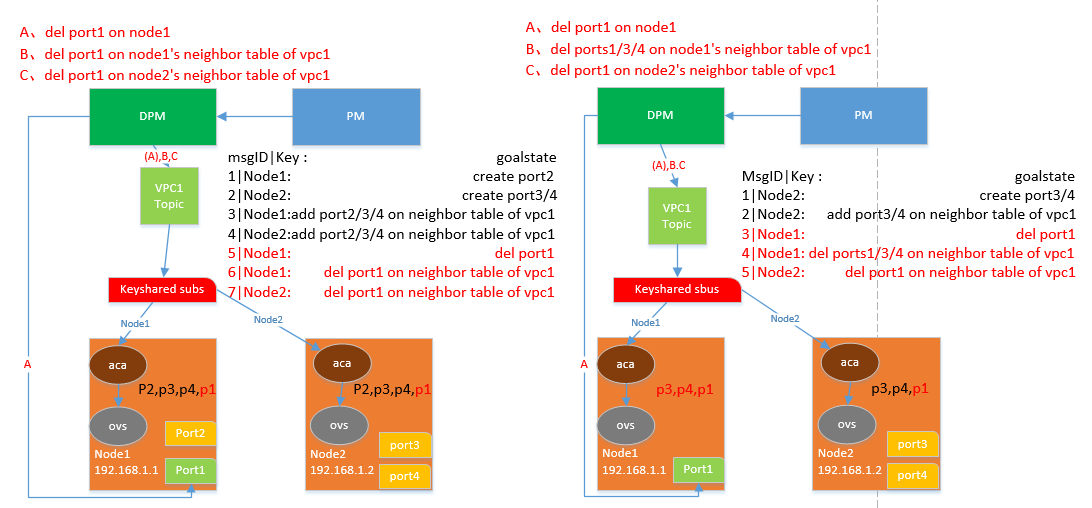 A、del port1 on node1
B、del port1 on node1's neighbor table of vpc1
C、del port1 on node2's neighbor table of vpc1
DPM
PM
(A),B,C
VPC1
Topic
msgID|Key : goalstate
1|Node1: create port2
2|Node2: create port3/4
3|Node1:add port2/3/4 on neighbor table of vpc1
4|Node2:add port2/3/4 on neighbor table of vpc1
5|Node1: del port1
6|Node1: del port1 on neighbor table of vpc1
7|Node2: del port1 on neighbor table of vpc1
Keyshared subs
Node1
Node2
A
aca
P2,p3,p4,p1
ovs
Port2
Node1
192.168.1.1
Port1
aca
P2,p3,p4,p1
ovs
port3
Node2
192.168.1.2
port4
A、del port1 on node1
B、del ports1/3/4 on node1's neighbor table of vpc1
C、del port1 on node2's neighbor table of vpc1
DPM
PM
(A),B.C
VPC1
Topic
MsgID|Key : goalstate
1|Node2: create port3/4
2|Node2: add port3/4 on neighbor table of vpc1
3|Node1: del port1
4|Node1: del ports1/3/4 on neighbor table of vpc1
5|Node2: del port1 on neighbor table of vpc1
Keyshared sbus
Node1
Node2
A
aca
p3,p4,p1
ovs
Node1
192.168.1.1
Port1
aca
p3,p4,p1
ovs
port3
Node2
192.168.1.2
port4